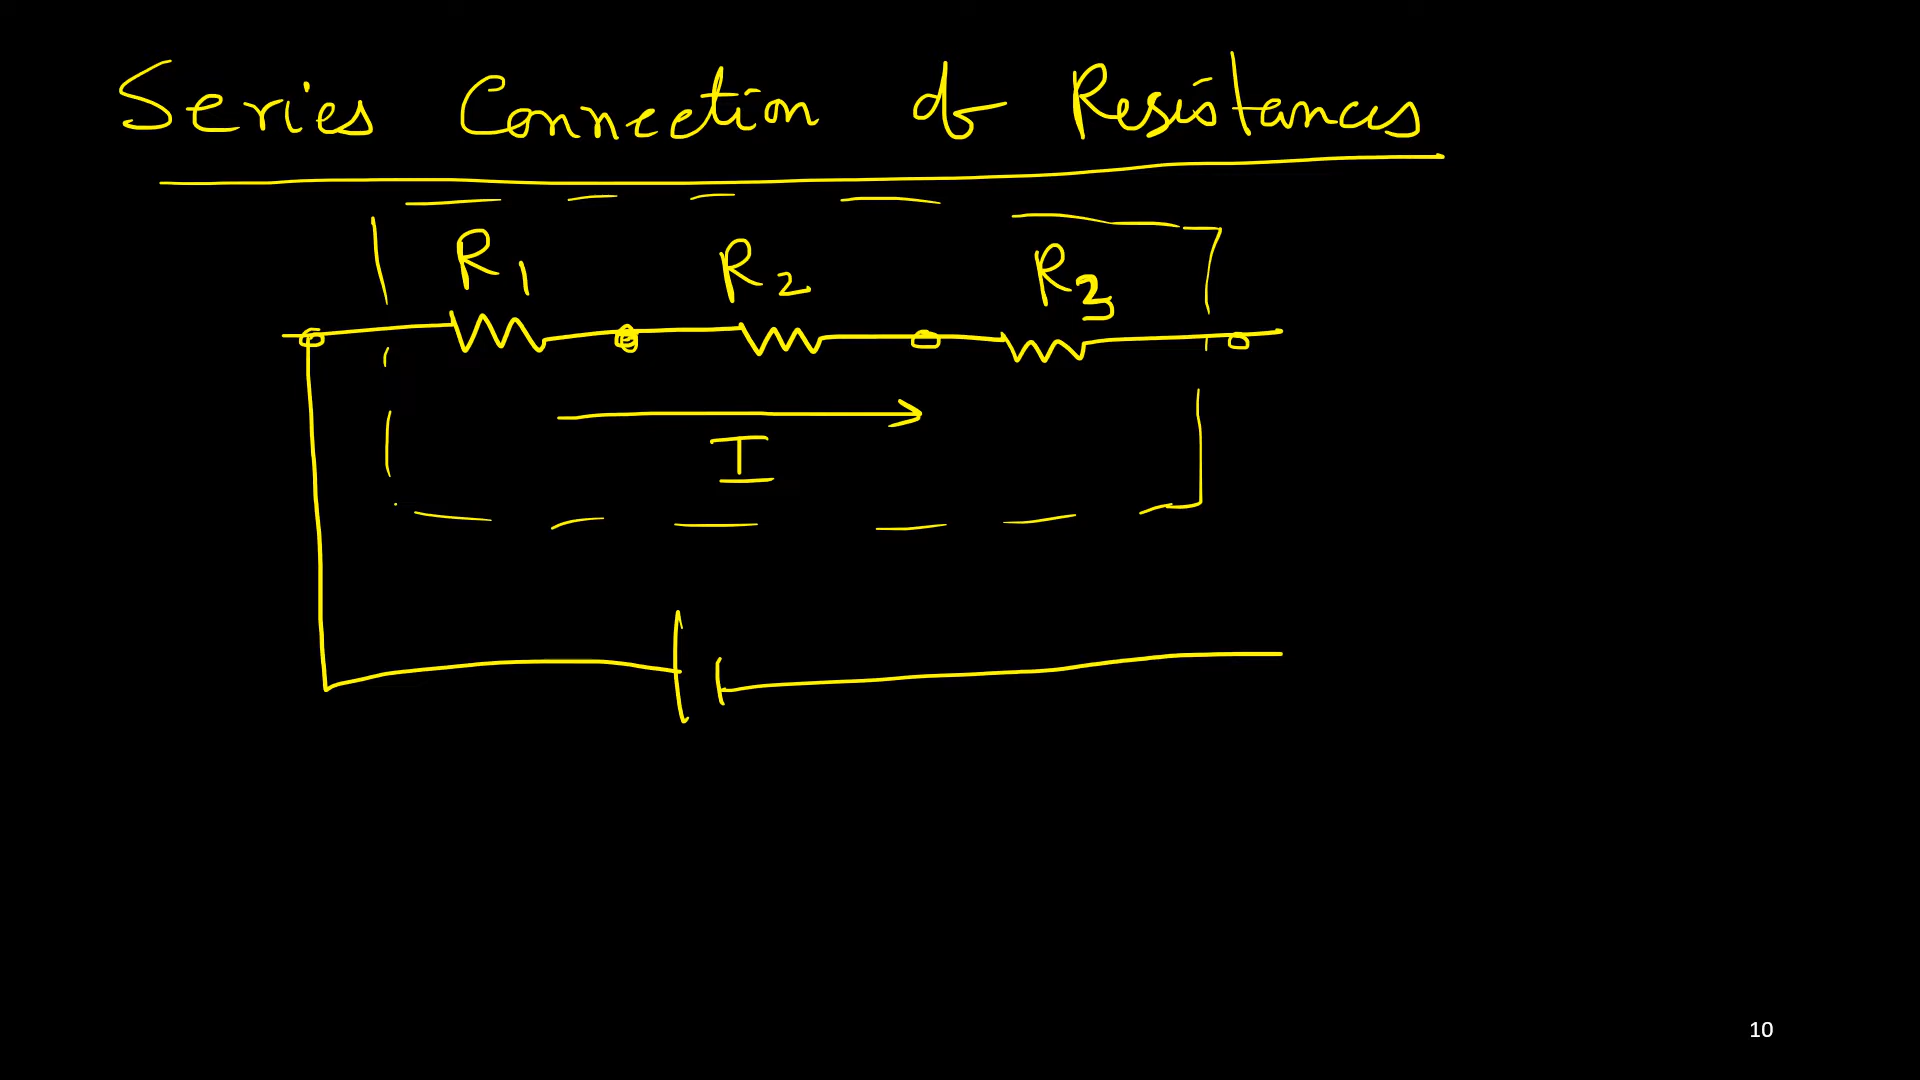 Series Connection of Resistances
R1 R2 R3
I
10